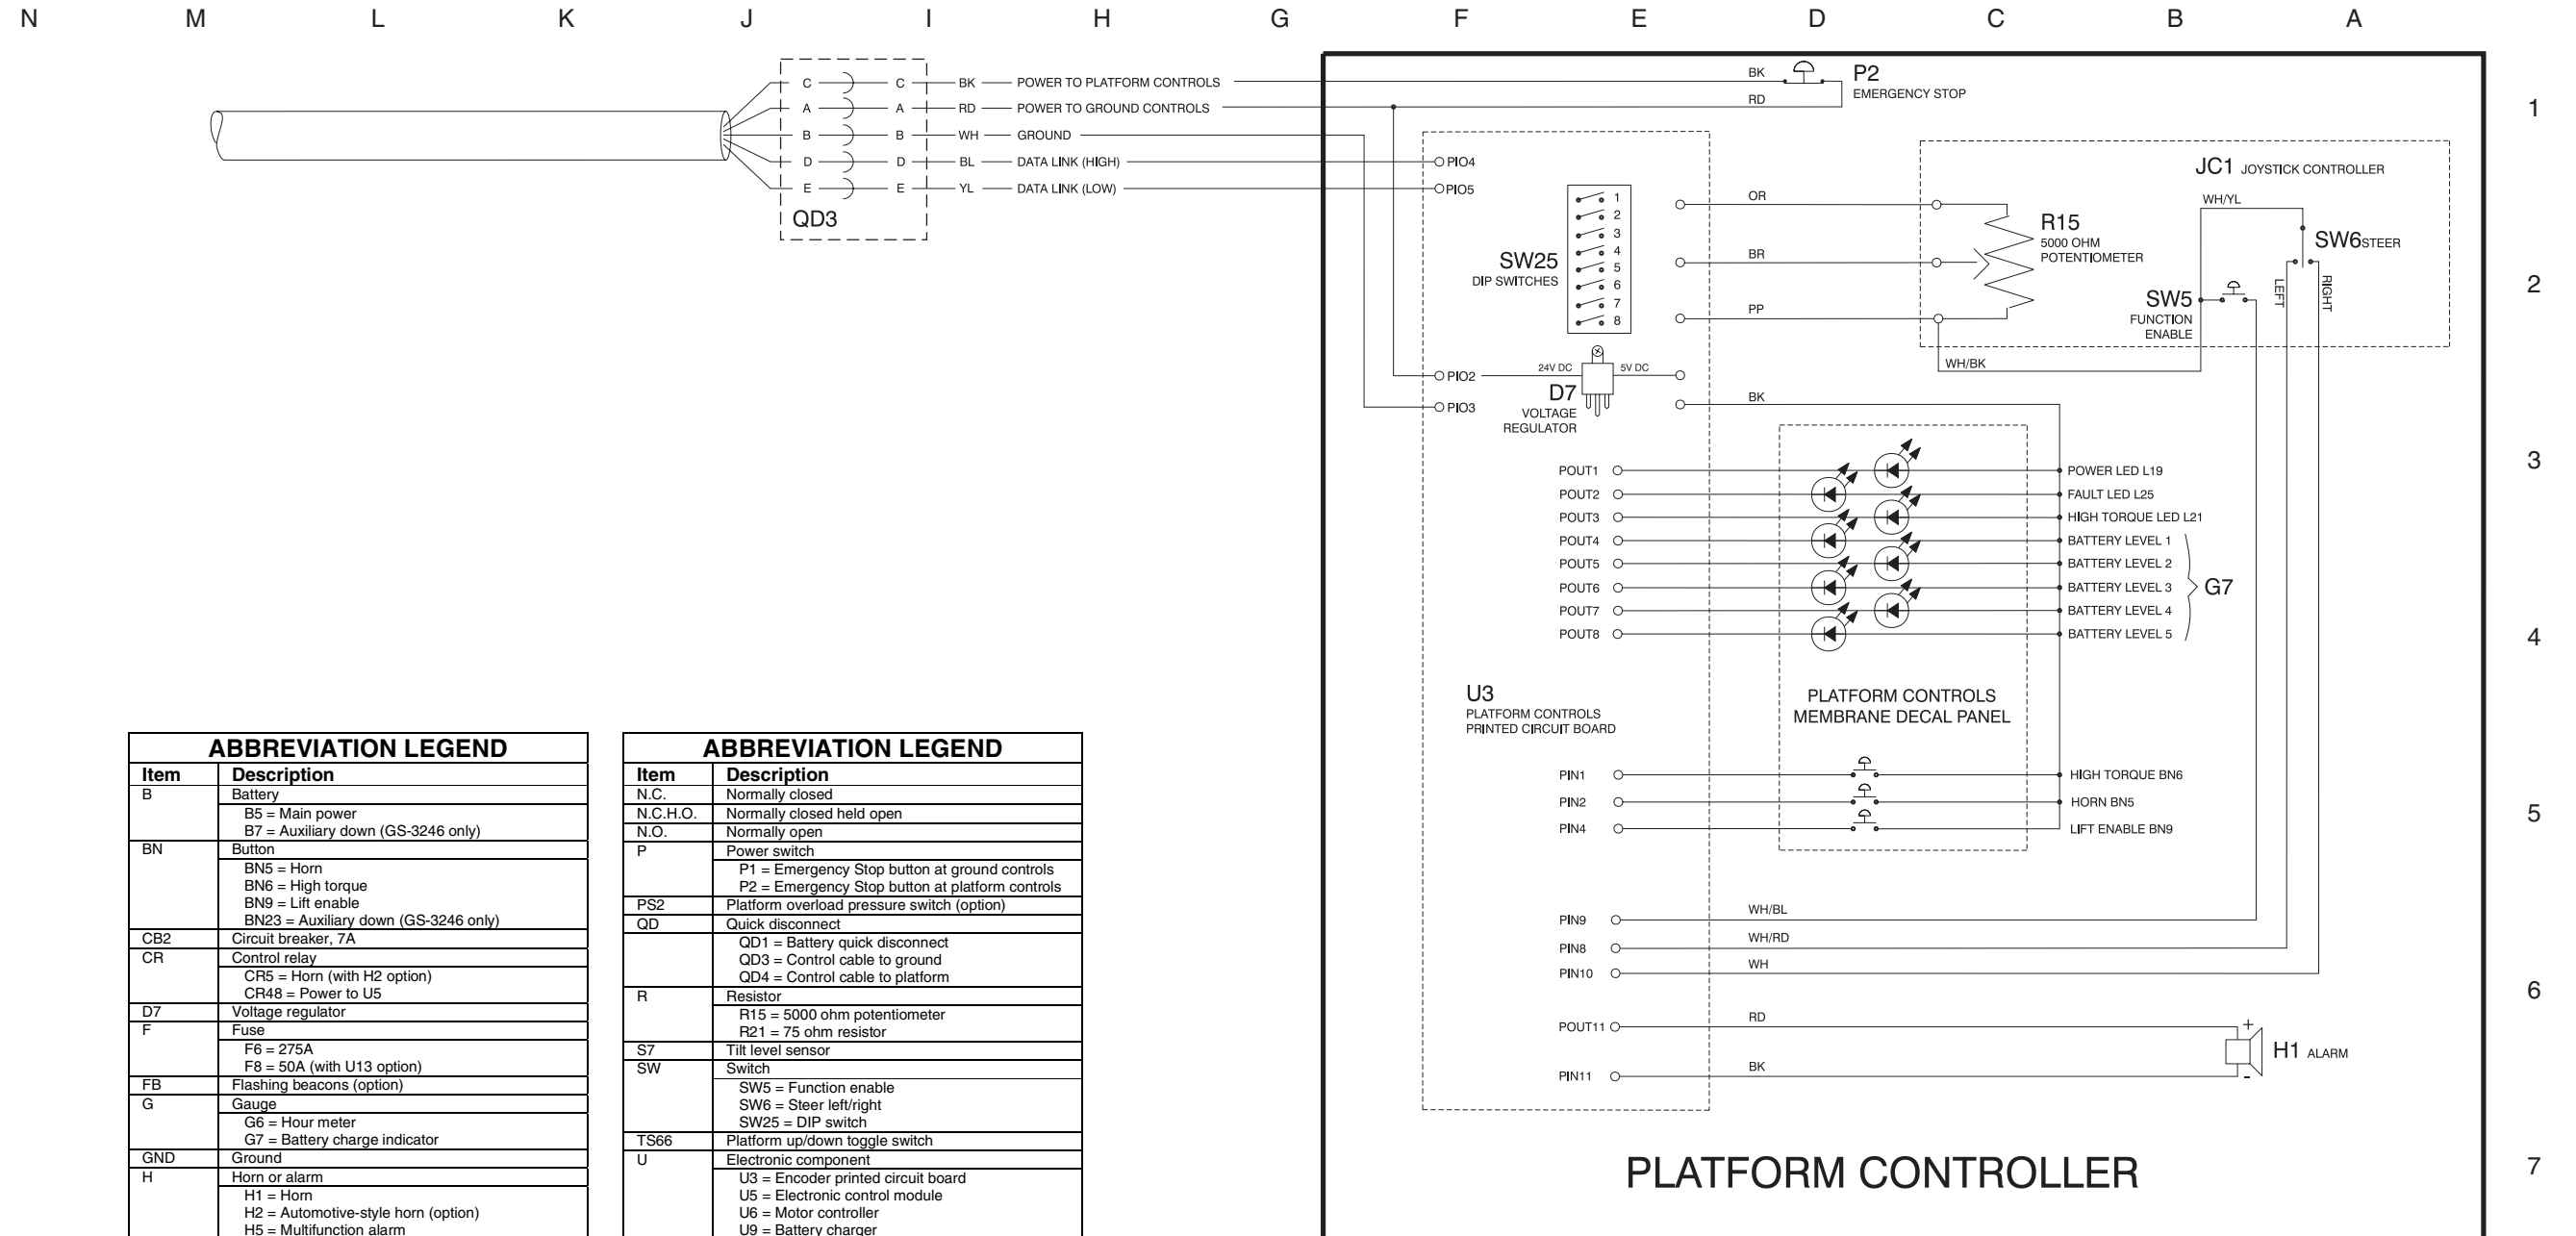 N M L K J I H G F E D C B A
C C BK POWER TO PLATFORM CONTROLS
A A RD POWER TO GROUND CONTROLS
B B WH GROUND
D D BL DATA LINK (HIGH)
E E YL DATA LINK (LOW)
QD3
BK
RD
P2
EMERGENCY STOP
1
2
3
4
5
6
7
PIO4
PIO5
SW25
DIP SWITCHES
1
2
3
4
5
6
7
8
OR
BR
PP
JC1 JOYSTICK CONTROLLER
WH/YL
R15
5000 OHM
POTENTIOMETER
SW6 STEER
LEFT
RIGHT
SW5
FUNCTION
ENABLE
WH/BK
PIO2
24V DC
5V DC
D7
VOLTAGE
REGULATOR
PIO3
BK
POUT1 POWER LED L19
POUT2 FAULT LED L25
POUT3 HIGH TORQUE LED L21
POUT4 BATTERY LEVEL 1
POUT5 BATTERY LEVEL 2
POUT6 BATTERY LEVEL 3
POUT7 BATTERY LEVEL 4
POUT8 BATTERY LEVEL 5
G7
U3
PLATFORM CONTROLS
PRINTED CIRCUIT BOARD
PLATFORM CONTROLS
MEMBRANE DECAL PANEL
PIN1 HIGH TORQUE BN6
PIN2 HORN BN5
PIN4 LIFT ENABLE BN9
PIN9 WH/BL
PIN8 WH/RD
PIN10 WH
POUT11 RD
PIN11 BK
+
-
H1 ALARM
PLATFORM CONTROLLER
ABBREVIATION LEGEND
Item Description
B Battery
B5 = Main power
B7 = Auxiliary down (GS-3246 only)
BN Button
BN5 = Horn
BN6 = High torque
BN9 = Lift enable
BN23 = Auxiliary down (GS-3246 only)
CB2 Circuit breaker, 7A
CR Control relay
CR5 = Horn (with H2 option)
CR48 = Power to U5
D7 Voltage regulator
F Fuse
F6 = 275A
F8 = 50A (with U13 option)
FB Flashing beacons (option)
G Gauge
G6 = Hour meter
G7 = Battery charge indicator
GND Ground
H Horn or alarm
H1 = Horn
H2 = Automotive-style horn (option)
H5 = Multifunction alarm
ABBREVIATION LEGEND
Item Description
N.C. Normally closed
N.C.H.O. Normally closed held open
N.O. Normally open
P Power switch
P1 = Emergency Stop button at ground controls
P2 = Emergency Stop button at platform controls
PS2 Platform overload pressure switch (option)
QD Quick disconnect
QD1 = Battery quick disconnect
QD3 = Control cable to ground
QD4 = Control cable to platform
R Resistor
R15 = 5000 ohm potentiometer
R21 = 75 ohm resistor
S7 Tilt level sensor
SW Switch
SW5 = Function enable
SW6 = Steer left/right
SW25 = DIP switch
TS66 Platform up/down toggle switch
U Electronic component
U3 = Encoder printed circuit board
U5 = Electronic control module
U6 = Motor controller
U9 = Battery charger